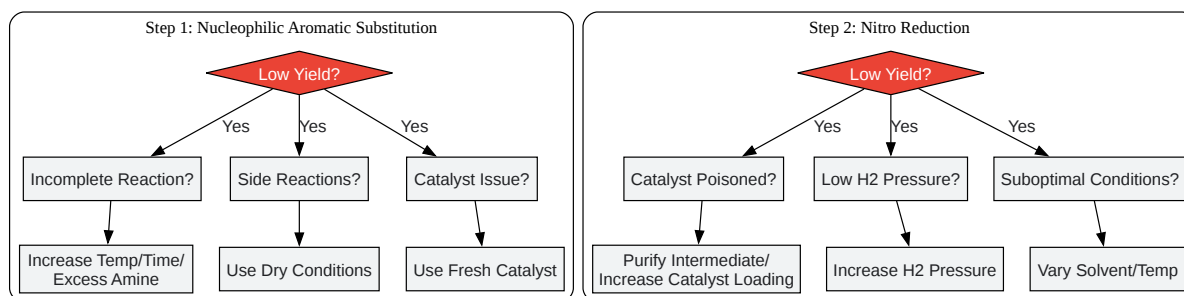 Step 1: Nucleophilic Aromatic Substitution
Low Yield?
Yes
Yes
Yes
Incomplete Reaction?
Side Reactions?
Catalyst Issue?
Increase Temp/Time/
Excess Amine
Use Dry Conditions
Use Fresh Catalyst
Step 2: Nitro Reduction
Low Yield?
Yes
Yes
Yes
Catalyst Poisoned?
Low H2 Pressure?
Suboptimal Conditions?
Purify Intermediate/
Increase Catalyst Loading
Increase H2 Pressure
Vary Solvent/Temp